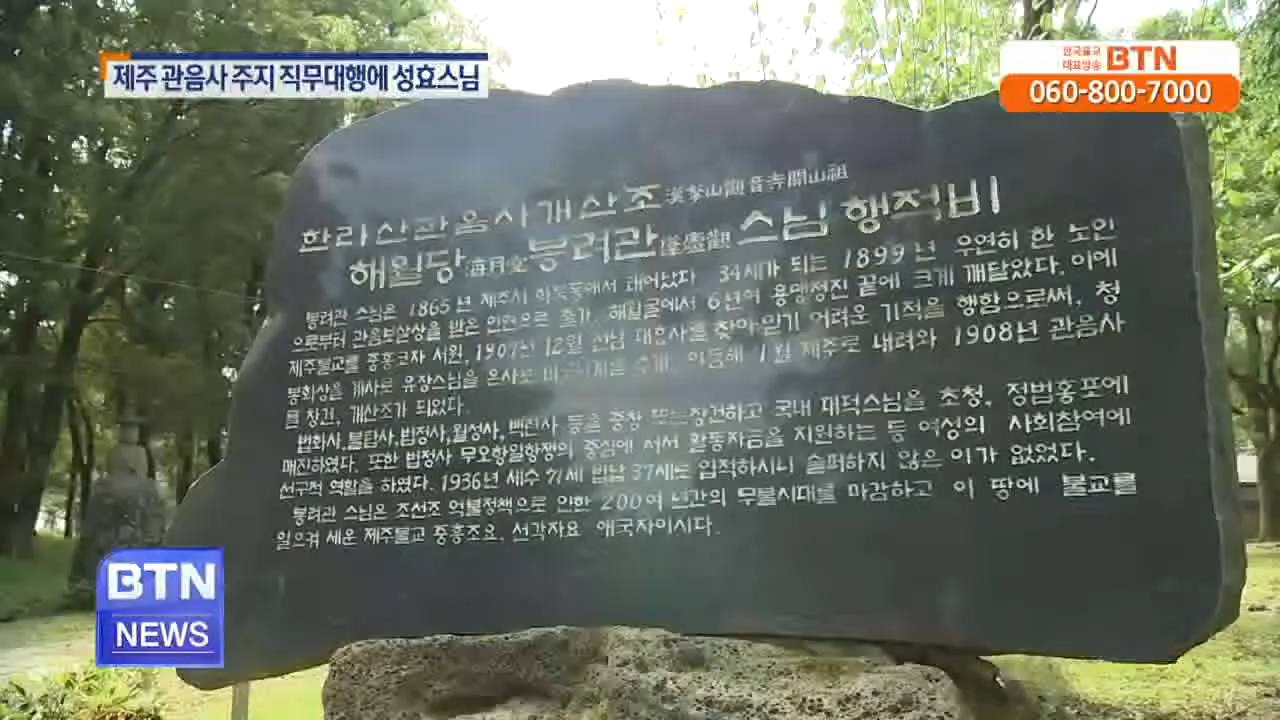 제주 관음사 주지 직무대행에 성효스님
한국불교
대표방송 BTN
060-800-7000
한라산관음사개산조 漢拏山觀音寺開山祖
해월당 海月堂 봉려관 蓬廬觀 스님 행적비
봉려관 스님은 1865년 제주시 화북동에서 태어났다. 34세가 되는 1899년 우연히 한 노인
으로부터 관음보살상을 받은 인연으로 출가, 해월굴에서 6년여 용맹정진 끝에 크게 깨달았다. 이에
제주불교를 중흥코자 서원, 1907년 12월 전남 대흥사를 찾아 믿기 어려운 기적을 행함으로써, 청
봉화상을 계사로 유장스님을 은사로 비구니계를 수계, 이듬해 1월 제주로 내려와 1908년 관음사
를 창건, 개산조가 되었다.
법화사, 불탑사, 법정사, 월성사, 백련사 등을 중창 또는 창건하고 국내 대덕스님을 초청, 정법홍포에
매진하였다. 또한 법정사 무오항일항쟁의 중심에 서서 활동자금을 지원하는 등 여성의 사회참여에
선구적 역할을 하였다. 1936년 세수 71세 법납 37세로 입적하시니 슬퍼하지 않은 이가 없었다.
봉려관 스님은 조선조 억불정책으로 인한 200여 년간의 무불시대를 마감하고 이 땅에 불교를
일으켜 세운 제주불교 중흥조요, 선각자요 애국자이시다.
BTN
NEWS